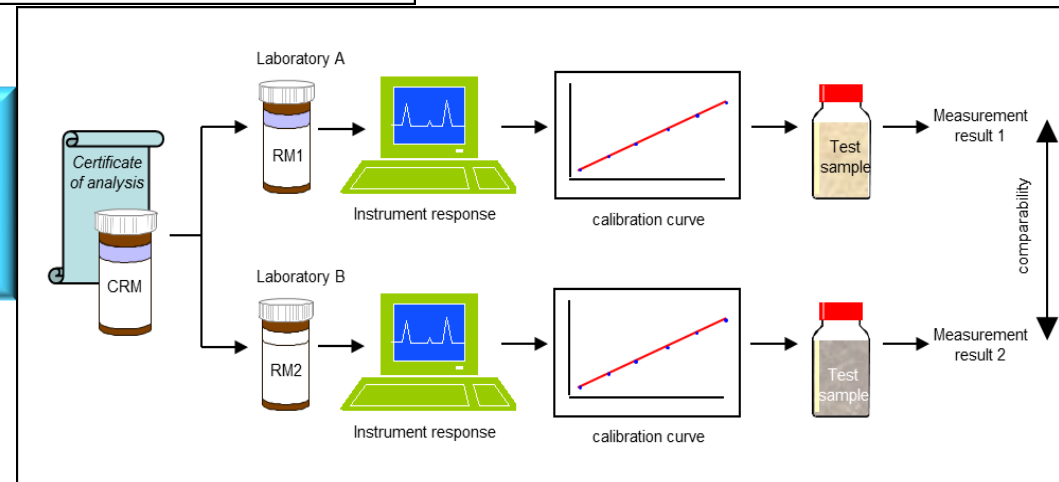 Laboratory A
Certificate
of analysis
CRM
RM1
Instrument response
calibration curve
Test
sample
Measurement
result 1
comparability
Laboratory B
RM2
Instrument response
calibration curve
Test
sample
Measurement
result 2